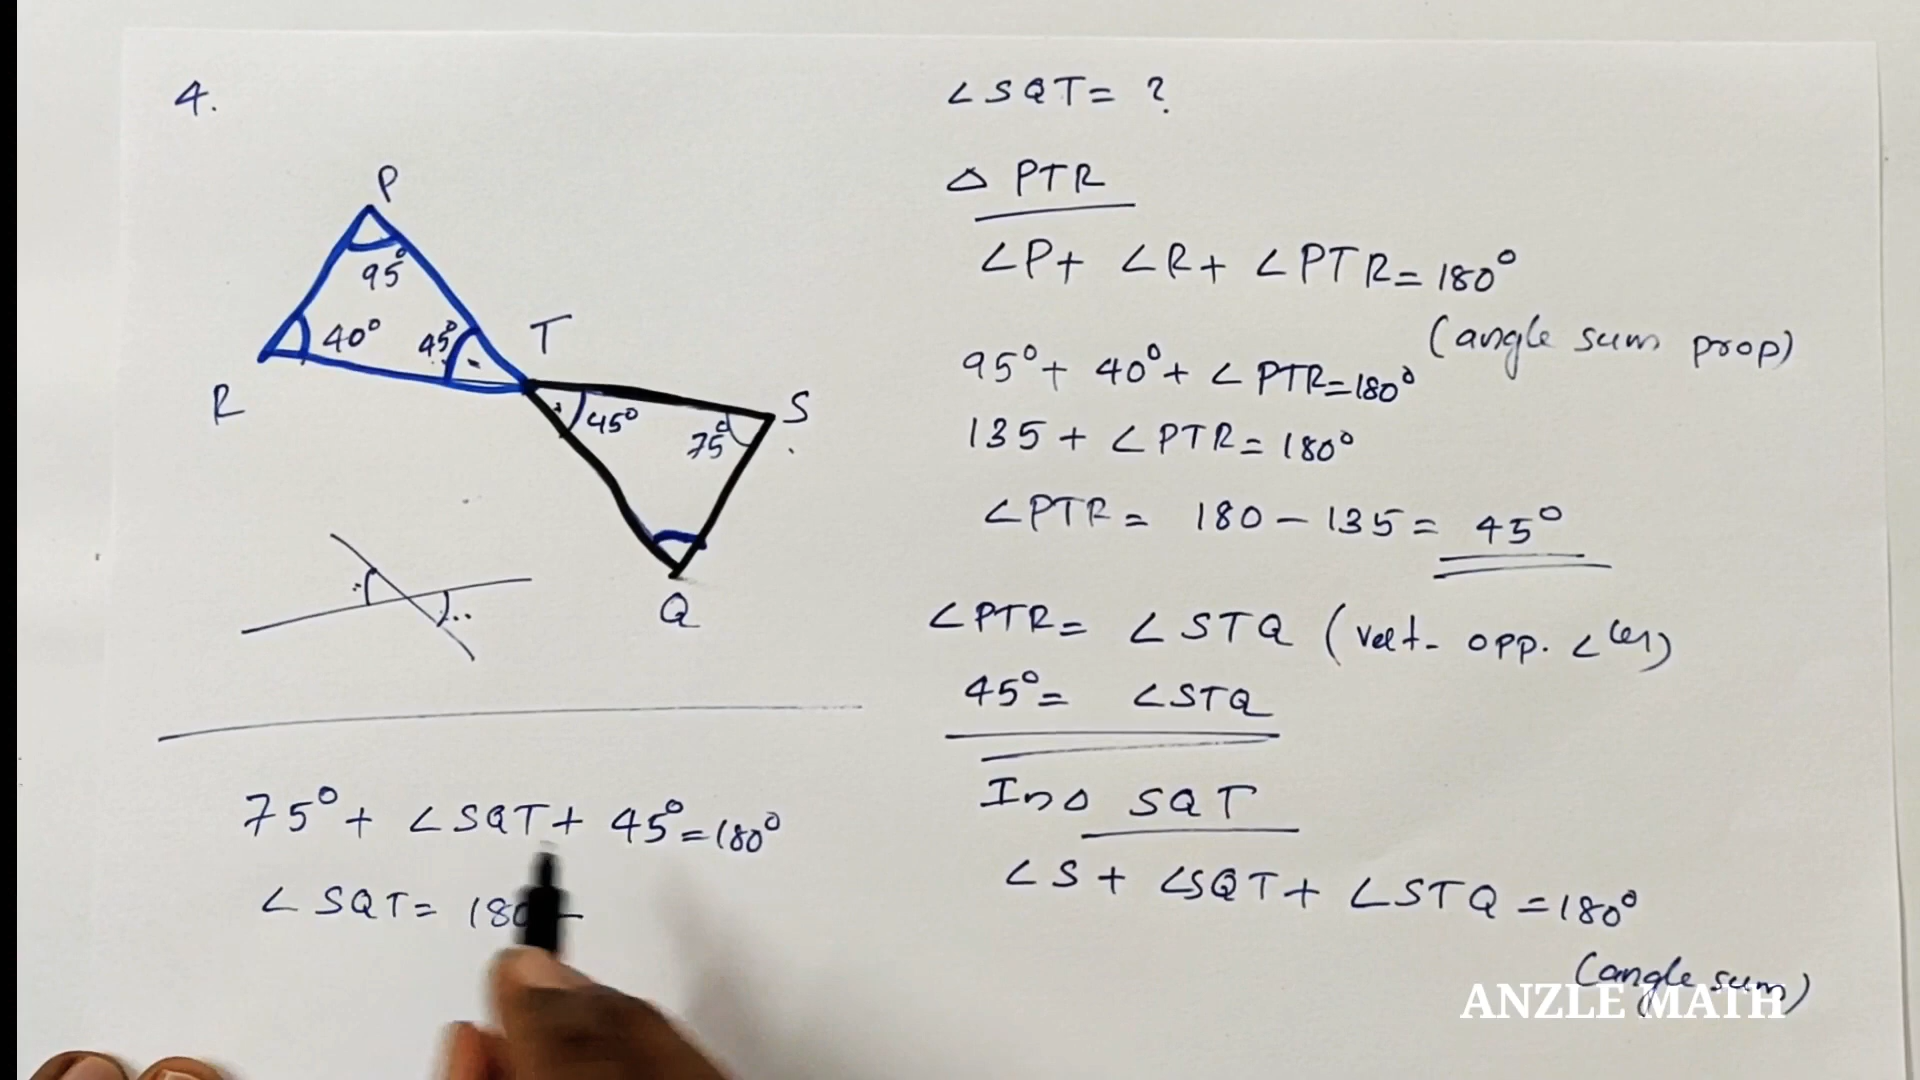 4.
P
95°
40°
45°
T
R
45°
75°
S
Q
75° + ∠SQT + 45° = 180°
∠SQT = 180 -
∠SQT = ?
△ PTR
∠P + ∠R + ∠PTR = 180°
(angle sum prop)
95° + 40° + ∠PTR = 180°
135 + ∠PTR = 180°
∠PTR = 180 - 135 = 45°
∠PTR = ∠STQ (vert. opp. ∠les)
45° = ∠STQ
In △ SQT
∠S + ∠SQT + ∠STQ = 180°
(angle sum)
ANZLE MATH